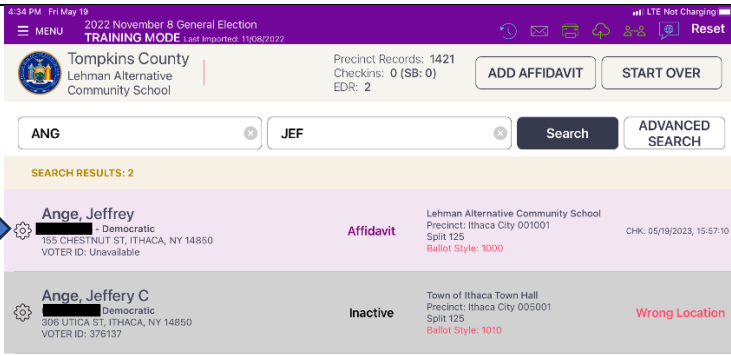 4:34 PM Fri May 19
LTE Not Charging
MENU
2022 November 8 General Election
TRAINING MODE Last Imported: 11/08/2022
Reset
Tompkins County
Lehman Alternative
Community School
Precinct Records: 1421
Checkins: 0 (SB: 0)
EDR: 2
ADD AFFIDAVIT
START OVER
ANG
JEF
Search
ADVANCED
SEARCH
SEARCH RESULTS: 2
Ange, Jeffrey
- Democratic
155 CHESTNUT ST, ITHACA, NY 14850
VOTER ID: Unavailable
Affidavit
Lehman Alternative Community School
Precinct: Ithaca City 001001
Split 125
Ballot Style: 1000
CHK: 05/19/2023, 15:57:10
Ange, Jeffery C
Democratic
306 UTICA ST, ITHACA, NY 14850
VOTER ID: 376137
Inactive
Town of Ithaca Town Hall
Precinct: Ithaca City 005001
Split 125
Ballot Style: 1010
Wrong Location